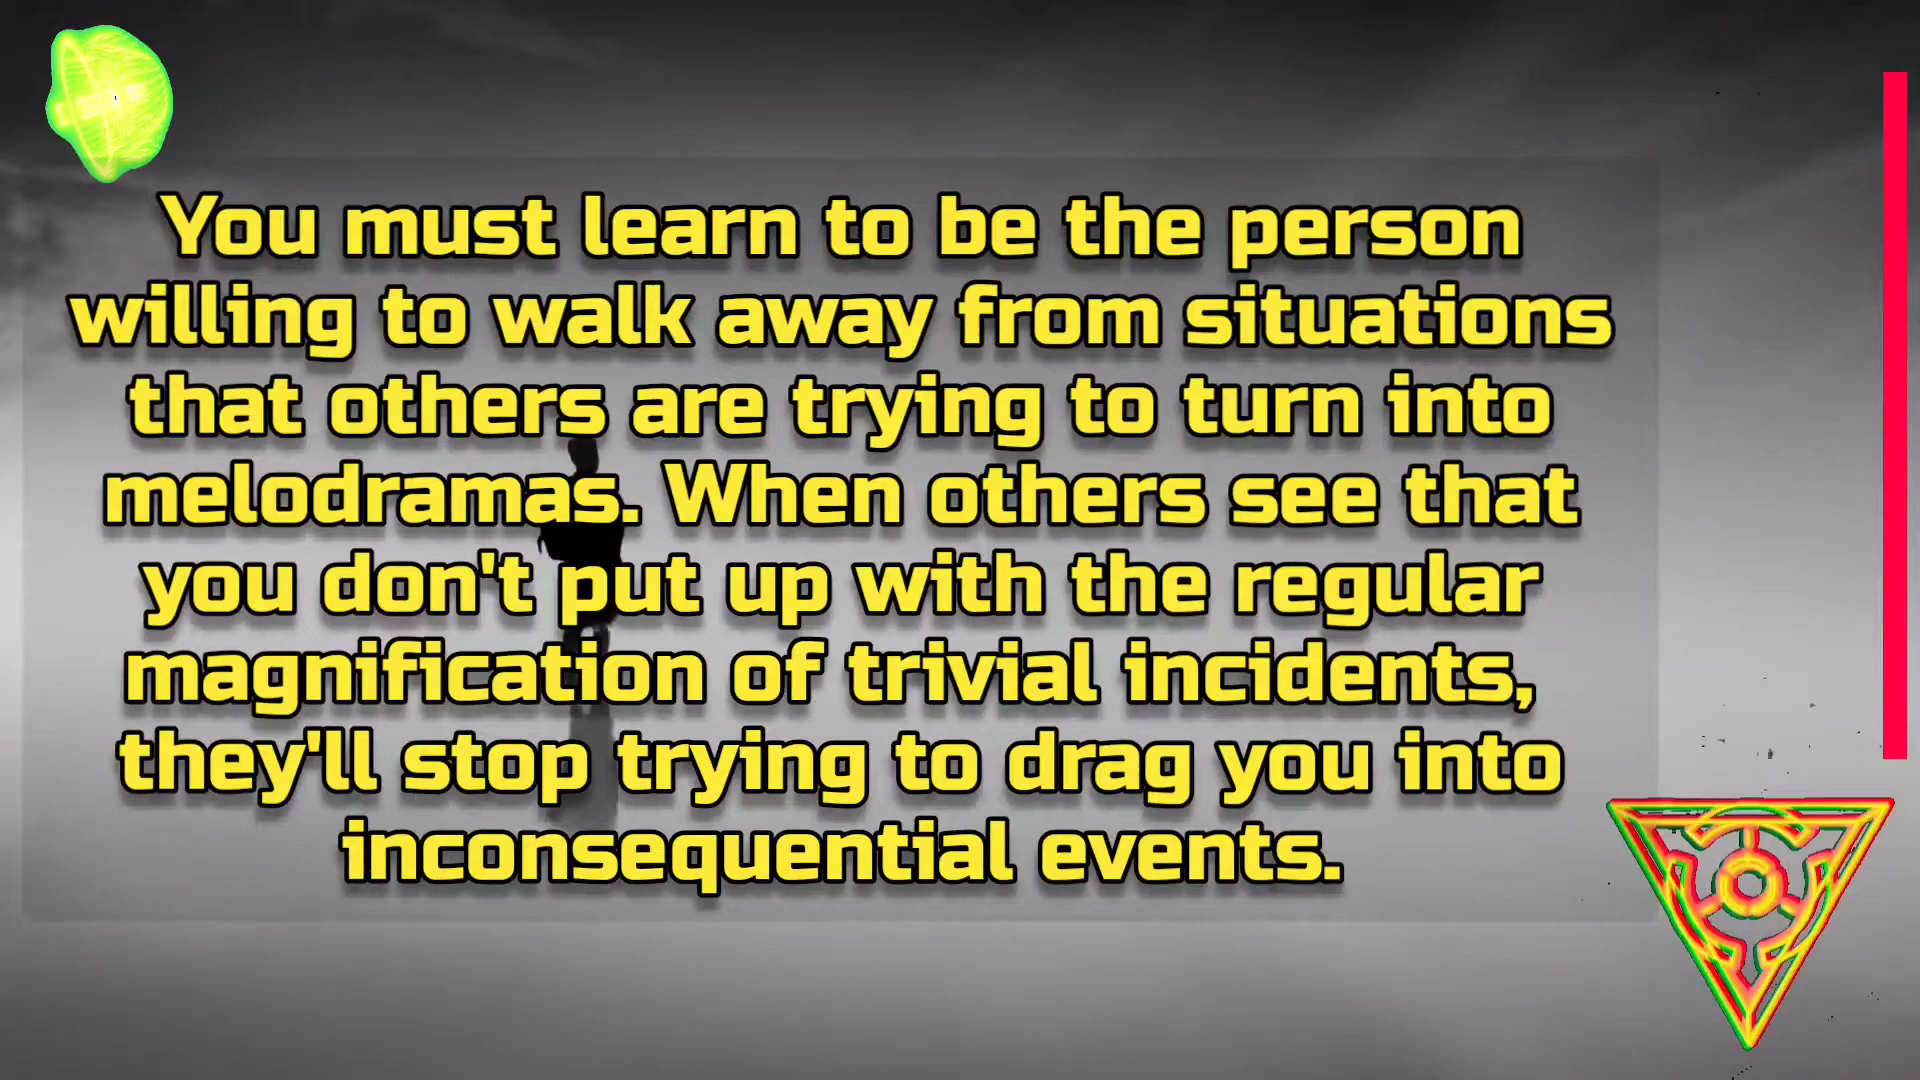 You must learn to be the person
willing to walk away from situations
that others are trying to turn into
melodramas. When others see that
you don't put up with the regular
magnification of trivial incidents,
they'll stop trying to drag you into
inconsequential events.